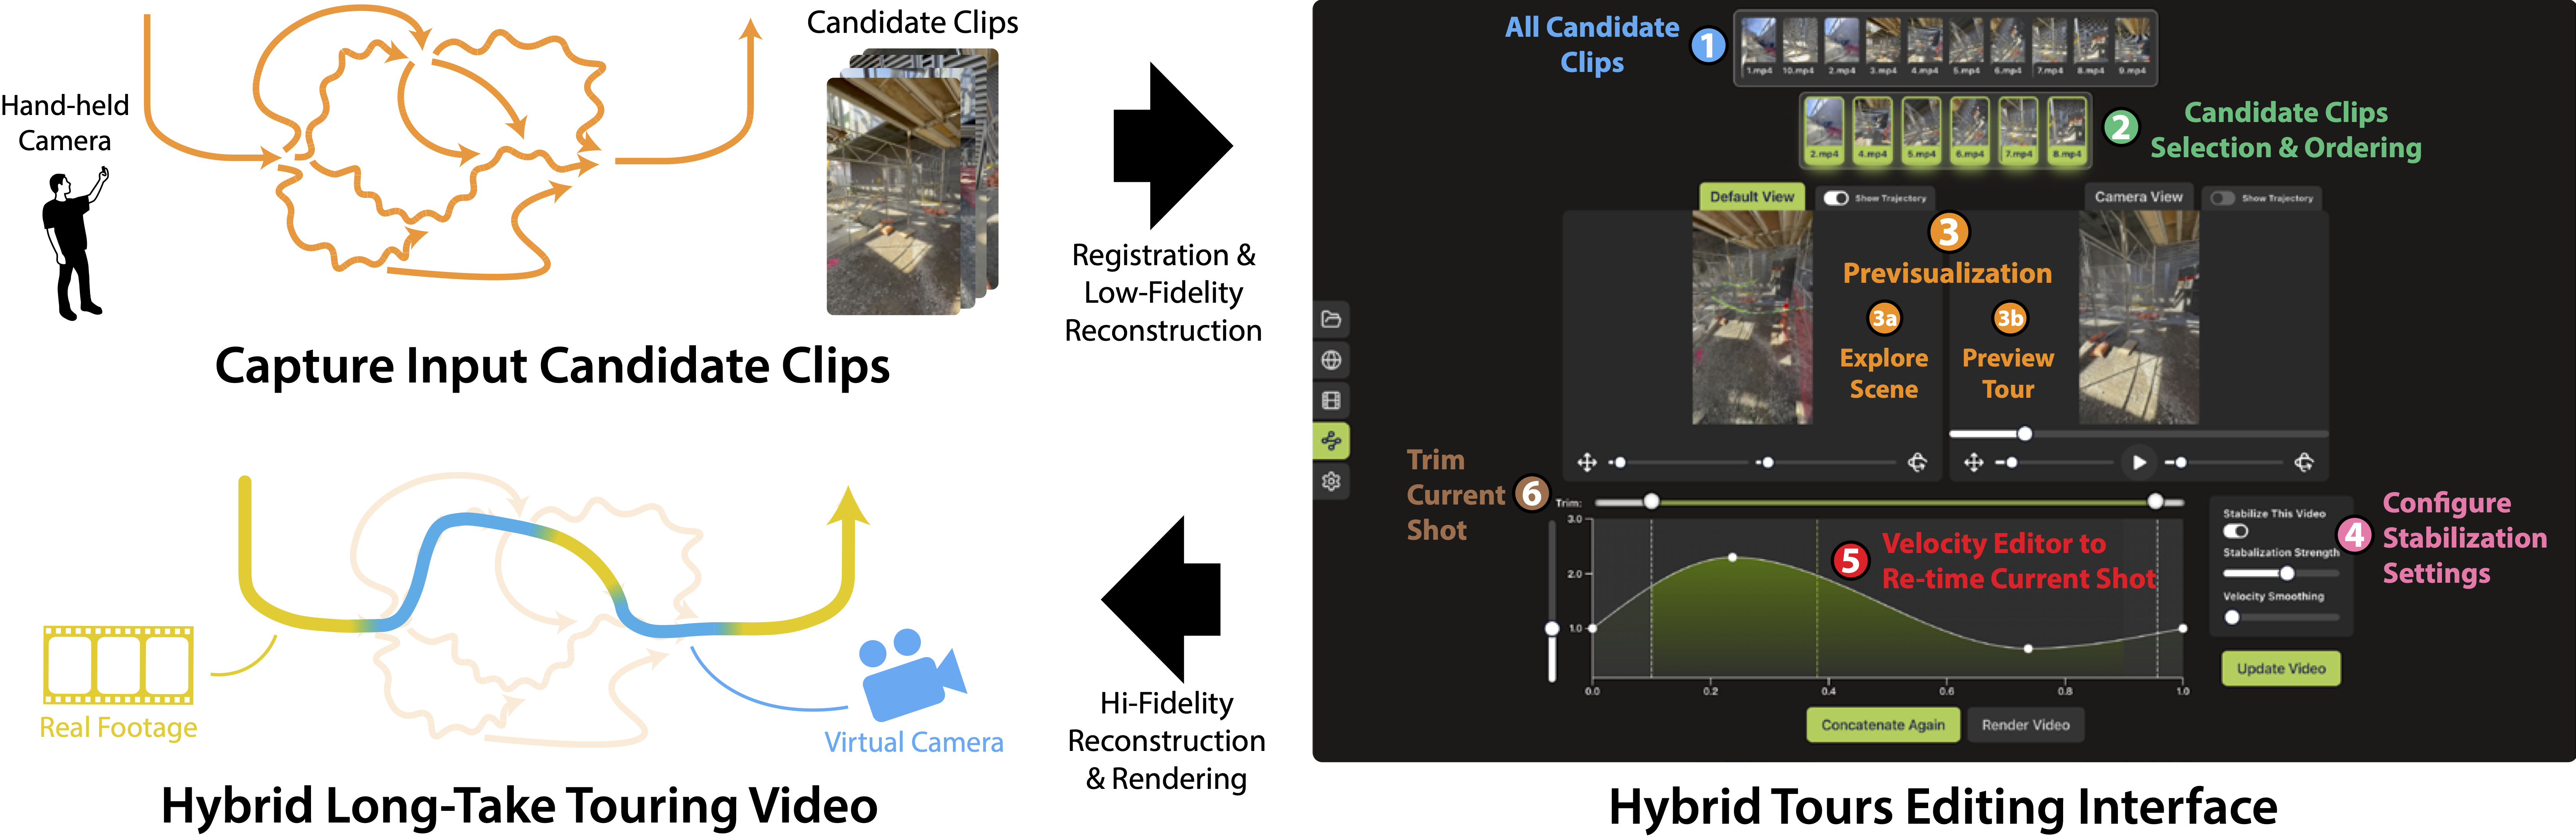 Hand-held
Camera
Candidate Clips
Capture Input Candidate Clips
Registration &
Low-Fidelity
Reconstruction
All Candidate
Clips
1
1.mp4 10.mp4 2.mp4 3.mp4 4.mp4 5.mp4 6.mp4 7.mp4 8.mp4 9.mp4
2.mp4 4.mp4 5.mp4 6.mp4 7.mp4 8.mp4
2
Candidate Clips
Selection & Ordering
Default View
Show Trajectory
Camera View
Show Trajectory
3
Previsualization
3a
Explore
Scene
3b
Preview
Tour
Trim
Current
Shot
6
Trim:
3.0
2.0
1.0
0.0 0.2 0.4 0.6 0.8 1.0
5
Velocity Editor to
Re-time Current Shot
Stabilize This Video
Stabalization Strength
Velocity Smoothing
4
Configure
Stabilization
Settings
Update Video
Concatenate Again
Render Video
Hybrid Tours Editing Interface
Hi-Fidelity
Reconstruction
& Rendering
Real Footage
Virtual Camera
Hybrid Long-Take Touring Video